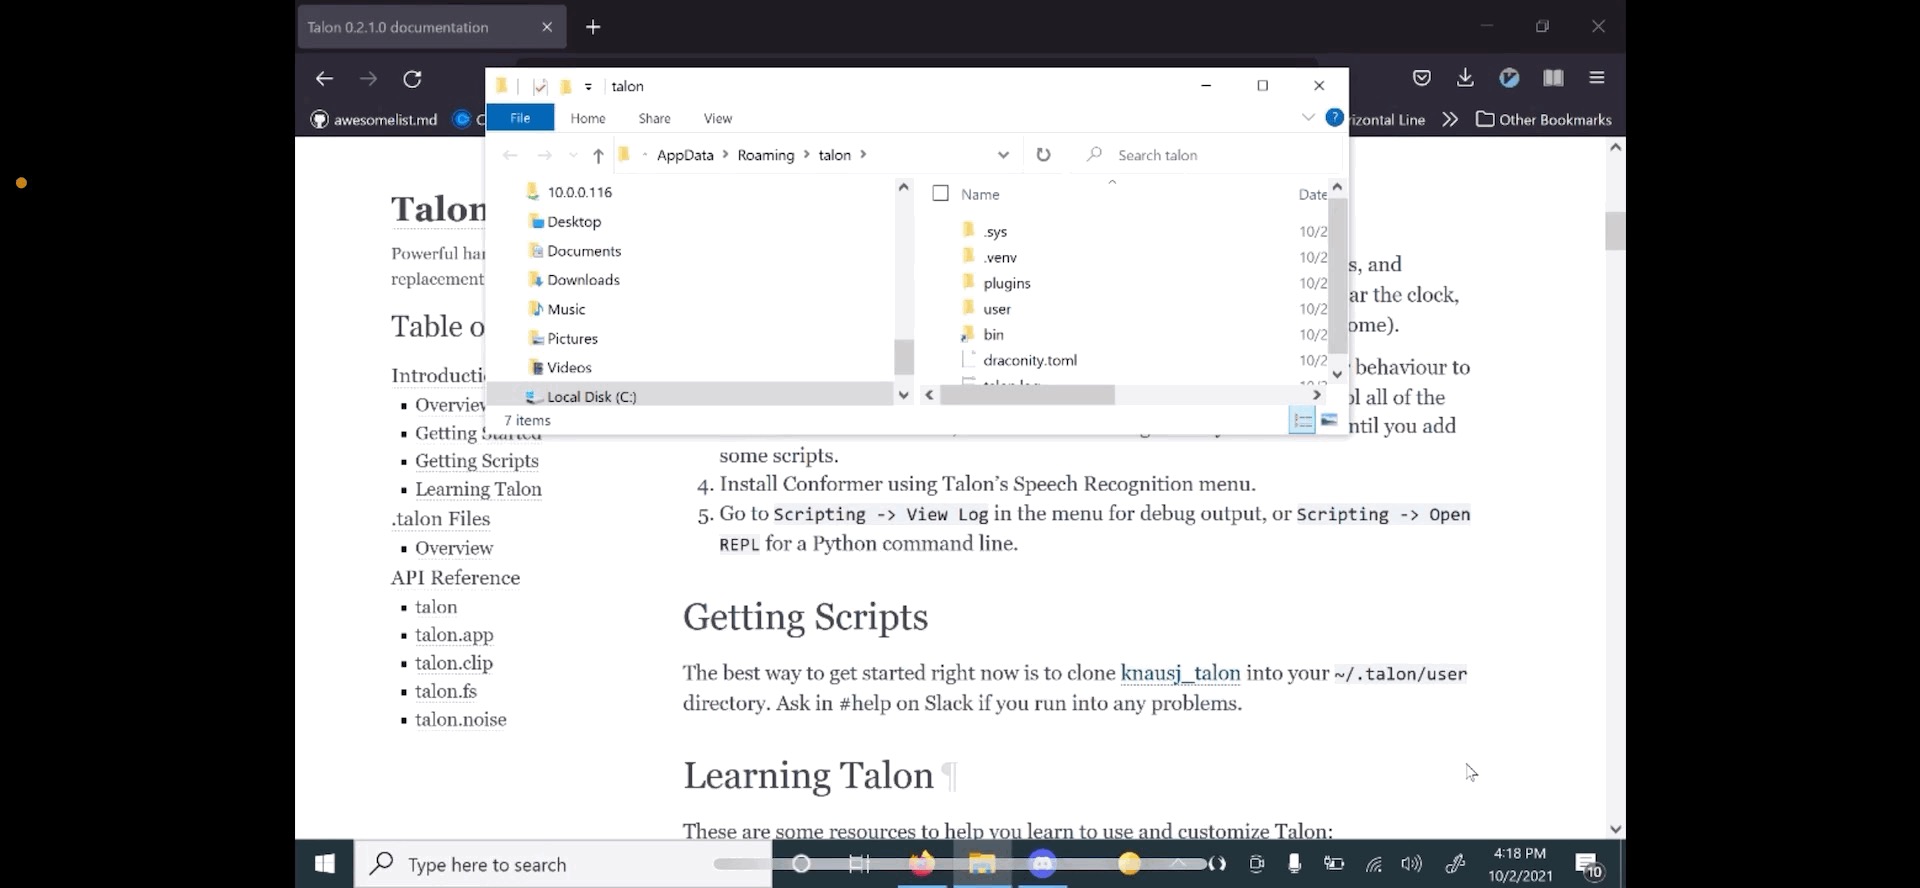 Talon 0.2.1.0 documentation
awesomelist.md
rizontal Line
Other Bookmarks
talon
File
Home
Share
View
AppData
Roaming
talon
Search talon
10.0.0.116
Desktop
Documents
Downloads
Music
Pictures
Videos
Local Disk (C:)
Name
Date
.sys 10/2
.venv 10/2
plugins 10/2
user 10/2
bin 10/2
draconity.toml 10/2
7 items
Talon
Powerful han
replacement
Table o
Introducti
Overview
Getting Started
Getting Scripts
Learning Talon
.talon Files
Overview
API Reference
talon
talon.app
talon.clip
talon.fs
talon.noise
s, and
ar the clock,
ome).
behaviour to
ol all of the
ntil you add
some scripts.
4. Install Conformer using Talon’s Speech Recognition menu.
5. Go to Scripting -> View Log in the menu for debug output, or Scripting -> Open
REPL for a Python command line.
Getting Scripts
The best way to get started right now is to clone knausj_talon into your ~/.talon/user
directory. Ask in #help on Slack if you run into any problems.
Learning Talon ¶
These are some resources to help you learn to use and customize Talon:
Type here to search
4:18 PM
10/2/2021
10